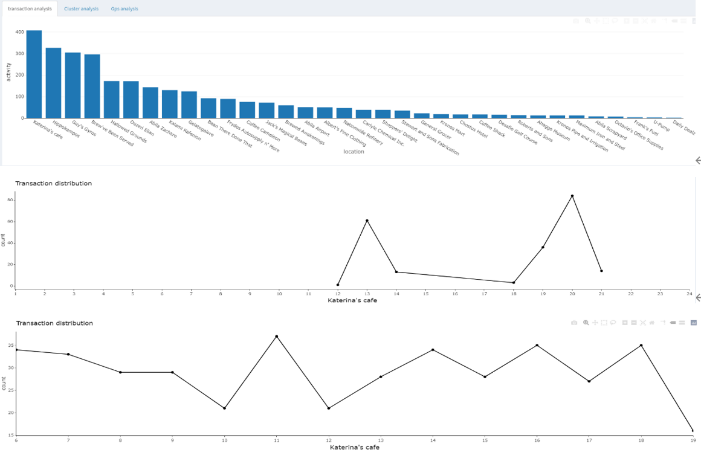 transaction analysis
Cluster analysis
Gps analysis
activity
400
300
200
100
0
Katerina's cafe
Hippokampos
Guy's Gyros
Brew've Been Served
Hallowed Grounds
Ouzeri Elian
Abila Zacharo
Kalami Kafenion
Gelatogalore
Bean There Done That
Frydos Autosupply n' More
Coffee Cameleon
Jack's Magical Beans
Brewed Awakenings
Abila Airport
Albert's Fine Clothing
Nationwide Refinery
Carlyle Chemical Inc.
Shoppers' Delight
Stewart and Sons Fabrication
General Grocer
Kronos Mart
Chostus Hotel
Coffee Shack
Desafio Golf Course
Roberts and Sons
Ahaggo Museum
Kronos Pipe and Irrigation
Maximum Iron and Steel
Abila Scrapyard
Octavio's Office Supplies
Frank's Fuel
U-Pump
Daily Dealz
location
Transaction distribution
count
80
60
40
20
0
1 2 3 4 5 6 7 8 9 10 11 12 13 14 15 16 17 18 19 20 21 22 23 24
Katerina's cafe
Transaction distribution
count
25
20
15
6 7 8 9 10 11 12 13 14 15 16 17 18 19
Katerina's cafe